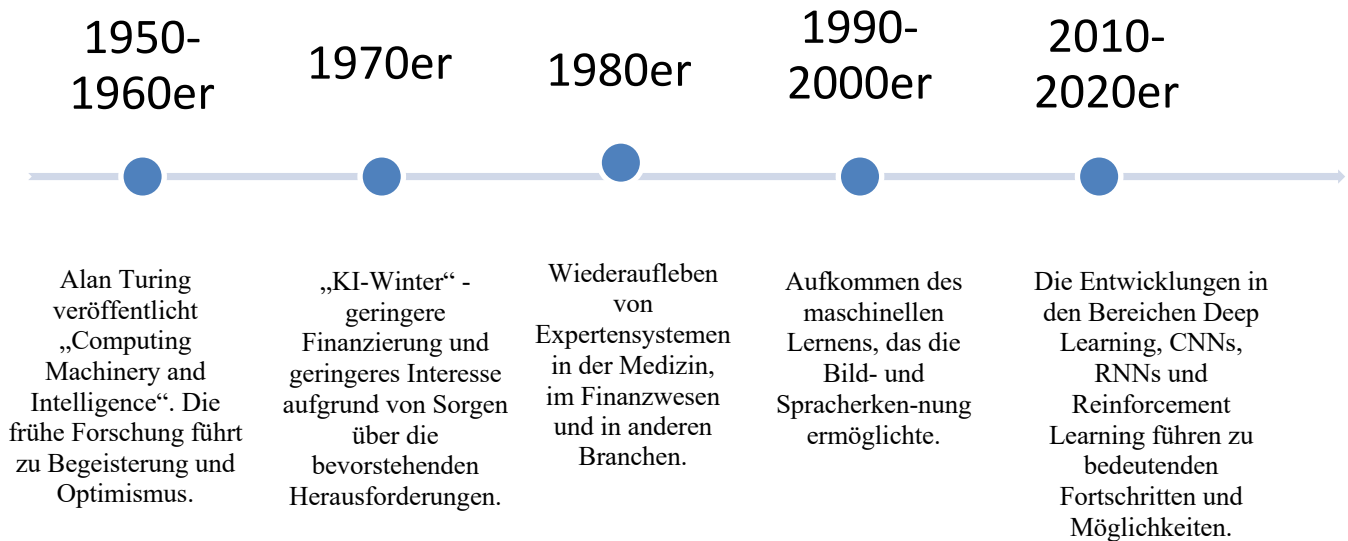 1950-
1960er
1970er
1980er
1990-
2000er
2010-
2020er
Alan Turing
veröffentlicht
„Computing
Machinery and
Intelligence“. Die
frühe Forschung führt
zu Begeisterung und
Optimismus.
„KI-Winter“ -
geringere
Finanzierung und
geringeres Interesse
aufgrund von Sorgen
über die
bevorstehenden
Herausforderungen.
Wiederaufleben
von
Expertensystemen
in der Medizin,
im Finanzwesen
und in anderen
Branchen.
Aufkommen des
maschinellen
Lernens, das die
Bild- und
Spracherken-nung
ermöglichte.
Die Entwicklungen in
den Bereichen Deep
Learning, CNNs,
RNNs und
Reinforcement
Learning führen zu
bedeutenden
Fortschritten und
Möglichkeiten.